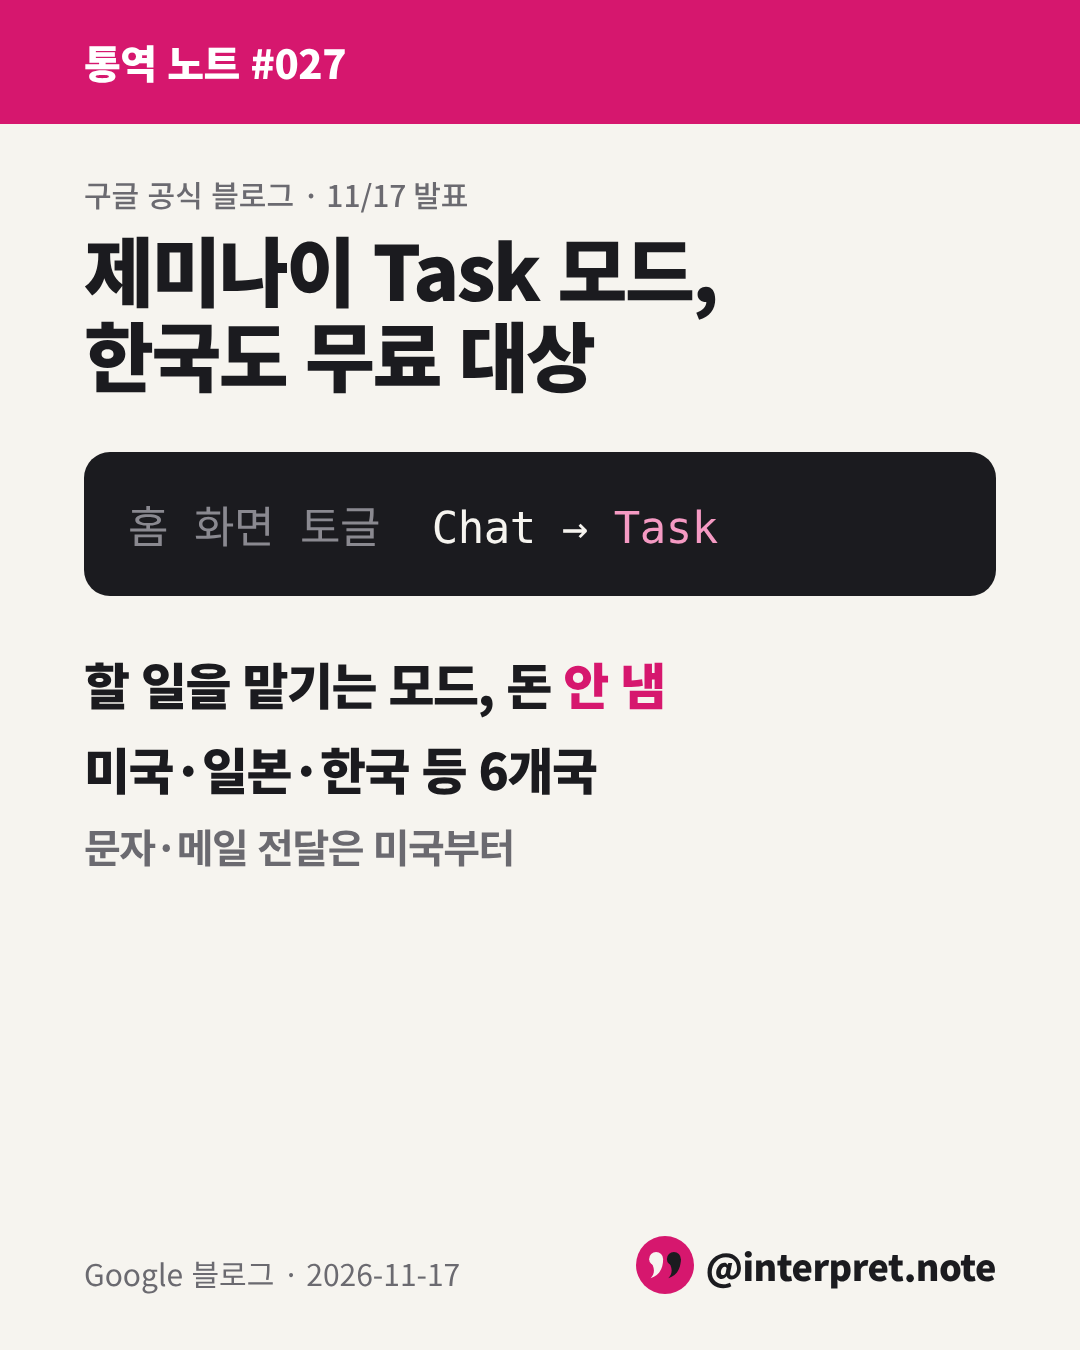 통역 노트 #027
구글 공식 블로그 · 11/17 발표
제미나이 Task 모드,
한국도 무료 대상
홈 화면 토글 Chat → Task
할 일을 맡기는 모드, 돈 안 냄
미국·일본·한국 등 6개국
문자·메일 전달은 미국부터
Google 블로그 · 2026-11-17
@interpret.note